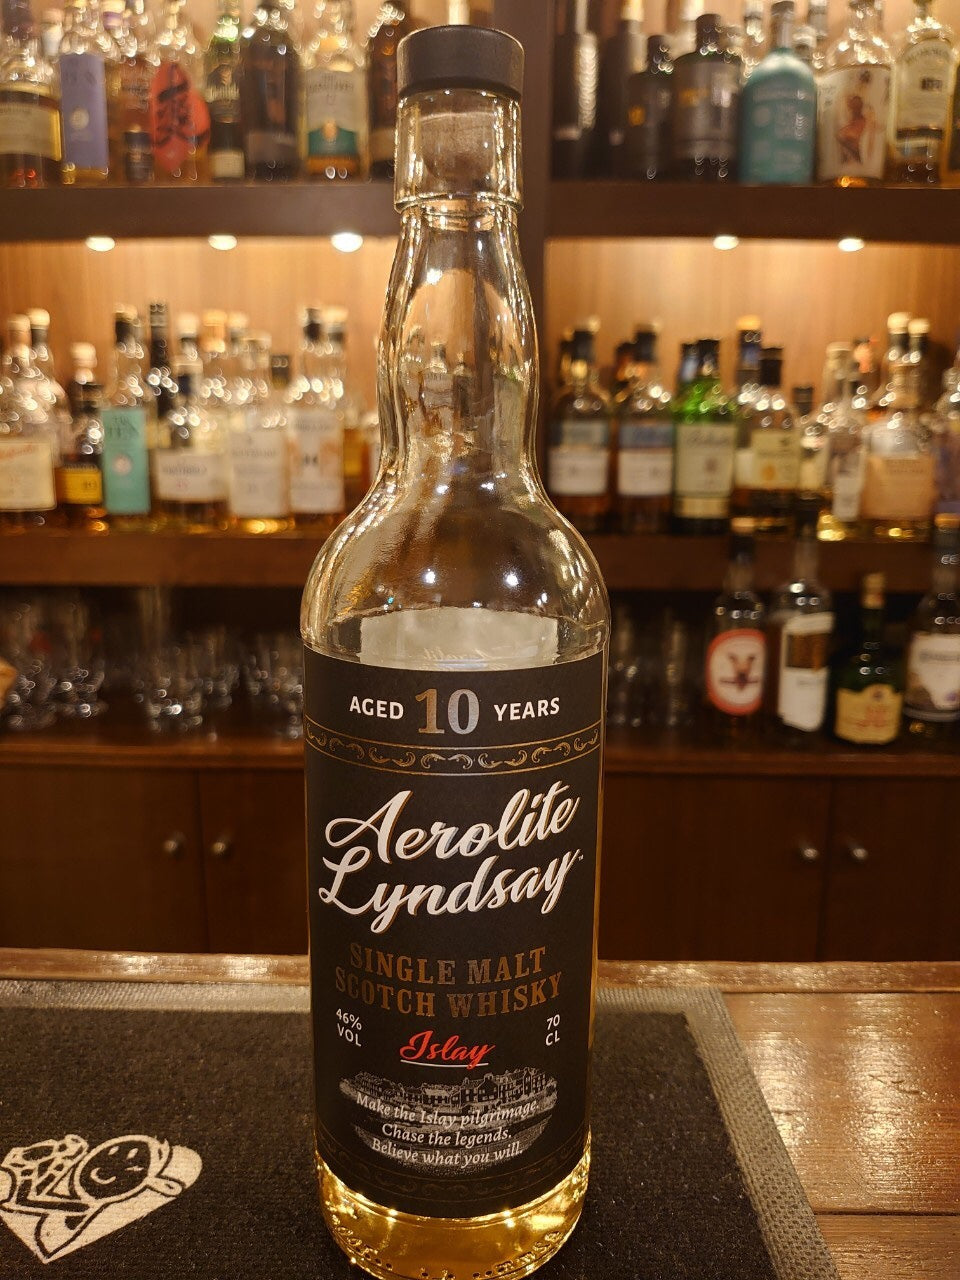 AGED 10 YEARS
Aerolite
Lyndsay™
SINGLE MALT
SCOTCH WHISKY
46%
VOL
Islay
70
CL
Make the Islay pilgrimage.
Chase the legends.
Believe what you will.